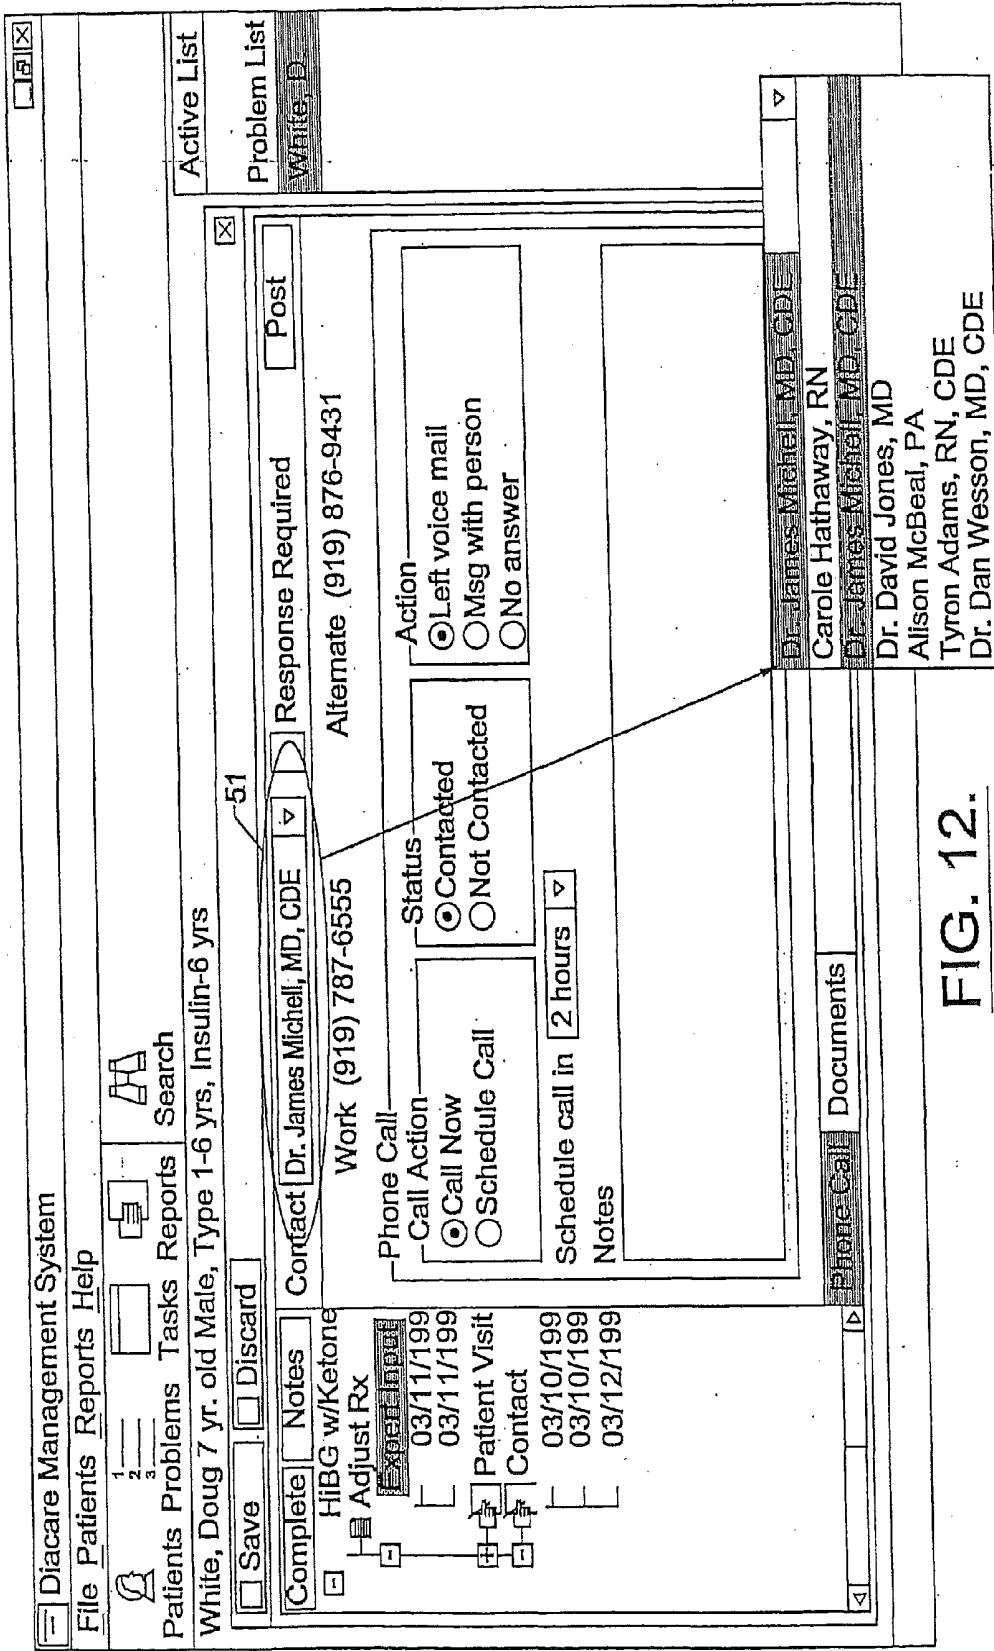 Diacare Management System
File Patients Reports Help
1
2
3
Patients Problems Tasks Reports Search
White, Doug 7 yr. old Male, Type 1-6 yrs, Insulin-6 yrs
Active List
Problem List
White, D.
Save Discard
51
Complete Notes
Contact Dr. James Michell, MD, CDE Response Required Post
HiBG w/Ketone
Adjust Rx
Expert Input
03/11/199
03/11/199
Patient Visit
Contact
03/10/199
03/10/199
03/12/199
Work (919) 787-6555 Alternate (919) 876-9431
Phone Call
Call Action
Call Now
Schedule Call
Status
Contacted
Not Contacted
Action
Left voice mail
Msg with person
No answer
Schedule call in 2 hours
Notes
Phone Call Documents
Dr. James Michell, MD, CDE
Carole Hathaway, RN
Dr. James Michell, MD, CDE
Dr. David Jones, MD
Alison McBeal, PA
Tyron Adams, RN, CDE
Dr. Dan Wesson, MD, CDE
FIG. 12.